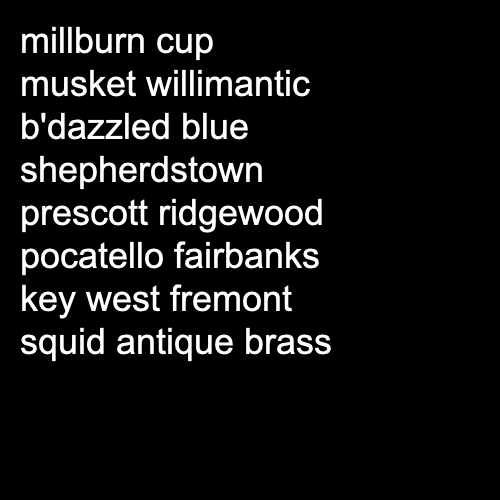 millburn cup
musket willimantic
b'dazzled blue
shepherdstown
prescott ridgewood
pocatello fairbanks
key west fremont
squid antique brass